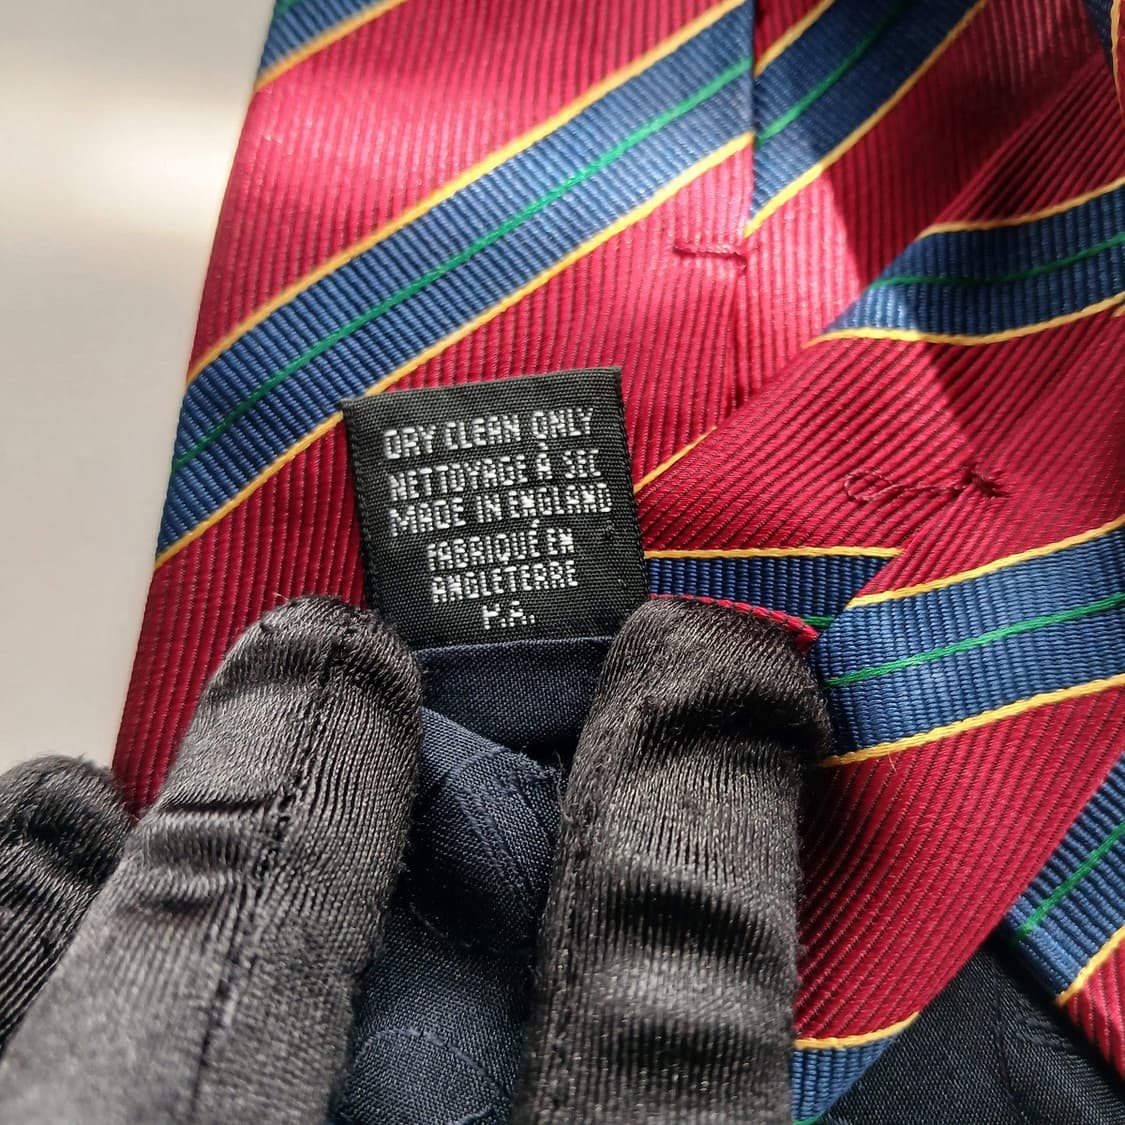 DRY CLEAN ONLY
NETTOYAGE À SEC
MADE IN ENGLAND
FABRIQUÉ EN
ANGLETERRE
P.A.